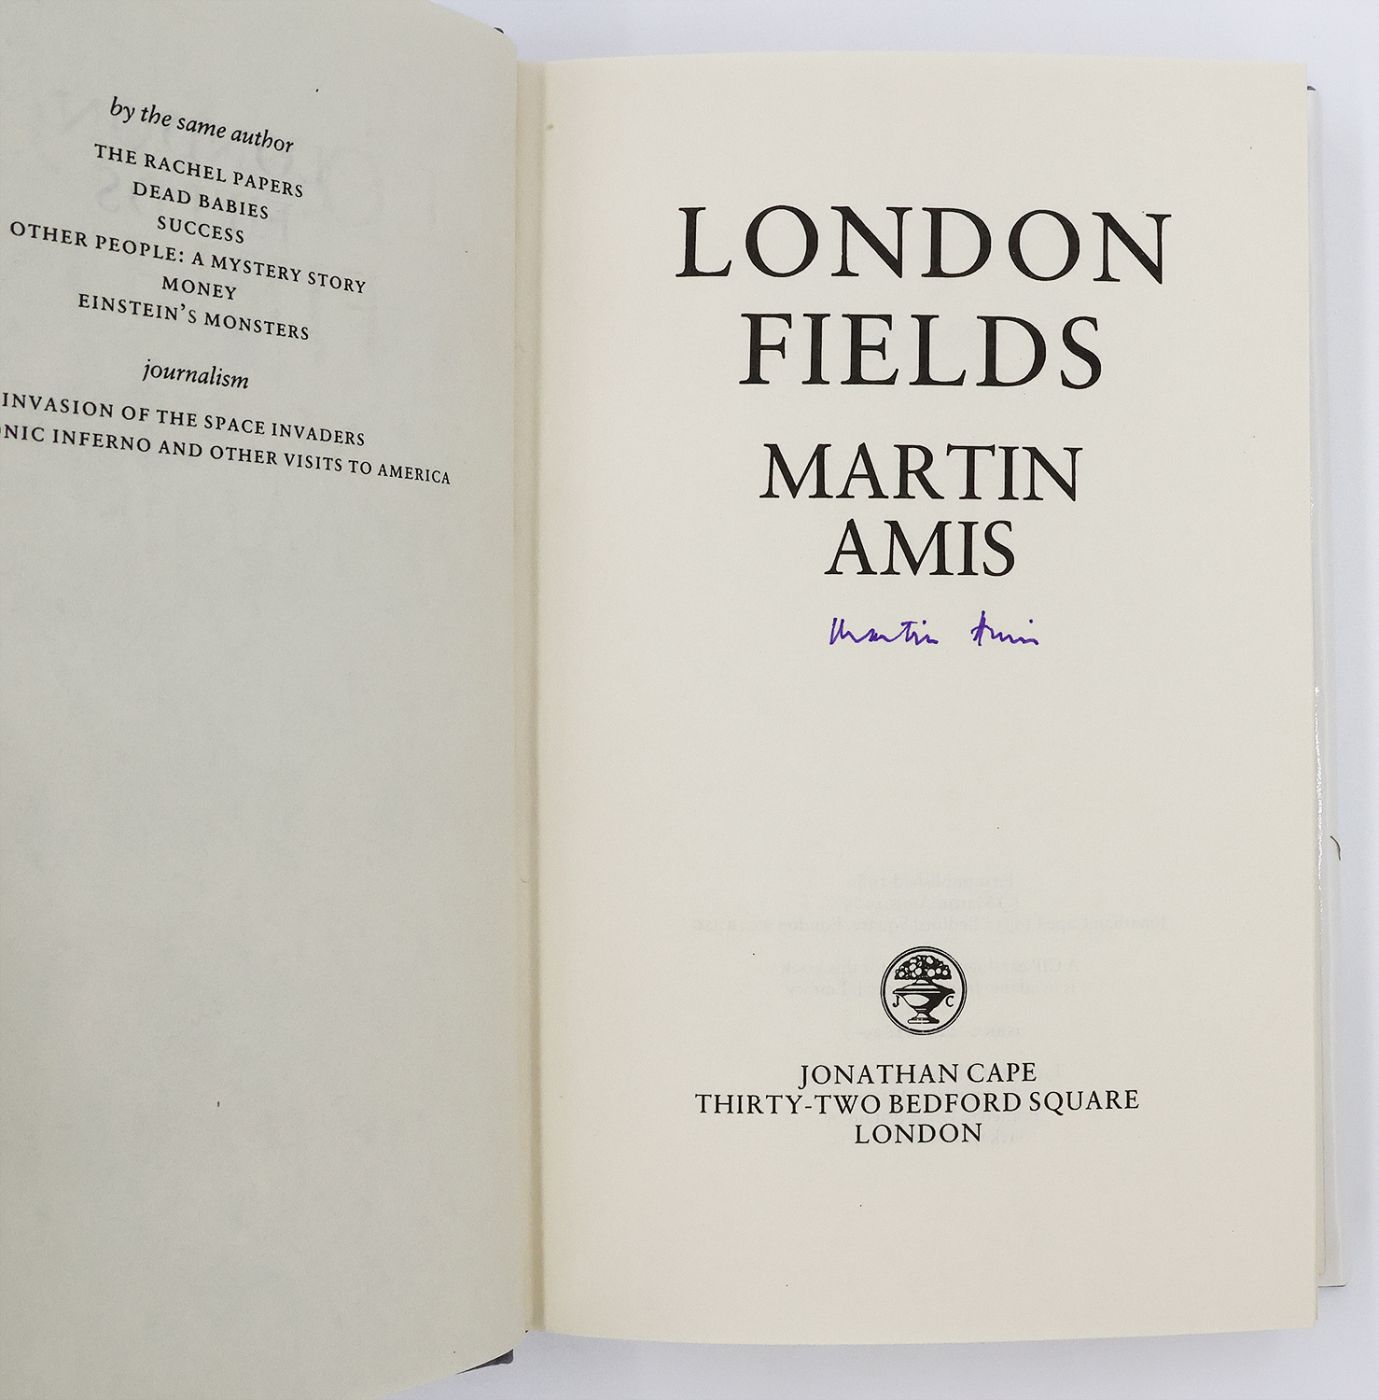 by the same author
THE RACHEL PAPERS
DEAD BABIES
SUCCESS
OTHER PEOPLE: A MYSTERY STORY
MONEY
EINSTEIN'S MONSTERS
journalism
INVASION OF THE SPACE INVADERS
ONIC INFERNO AND OTHER VISITS TO AMERICA
LONDON
FIELDS
MARTIN
AMIS
Martin Amis
J C
JONATHAN CAPE
THIRTY-TWO BEDFORD SQUARE
LONDON